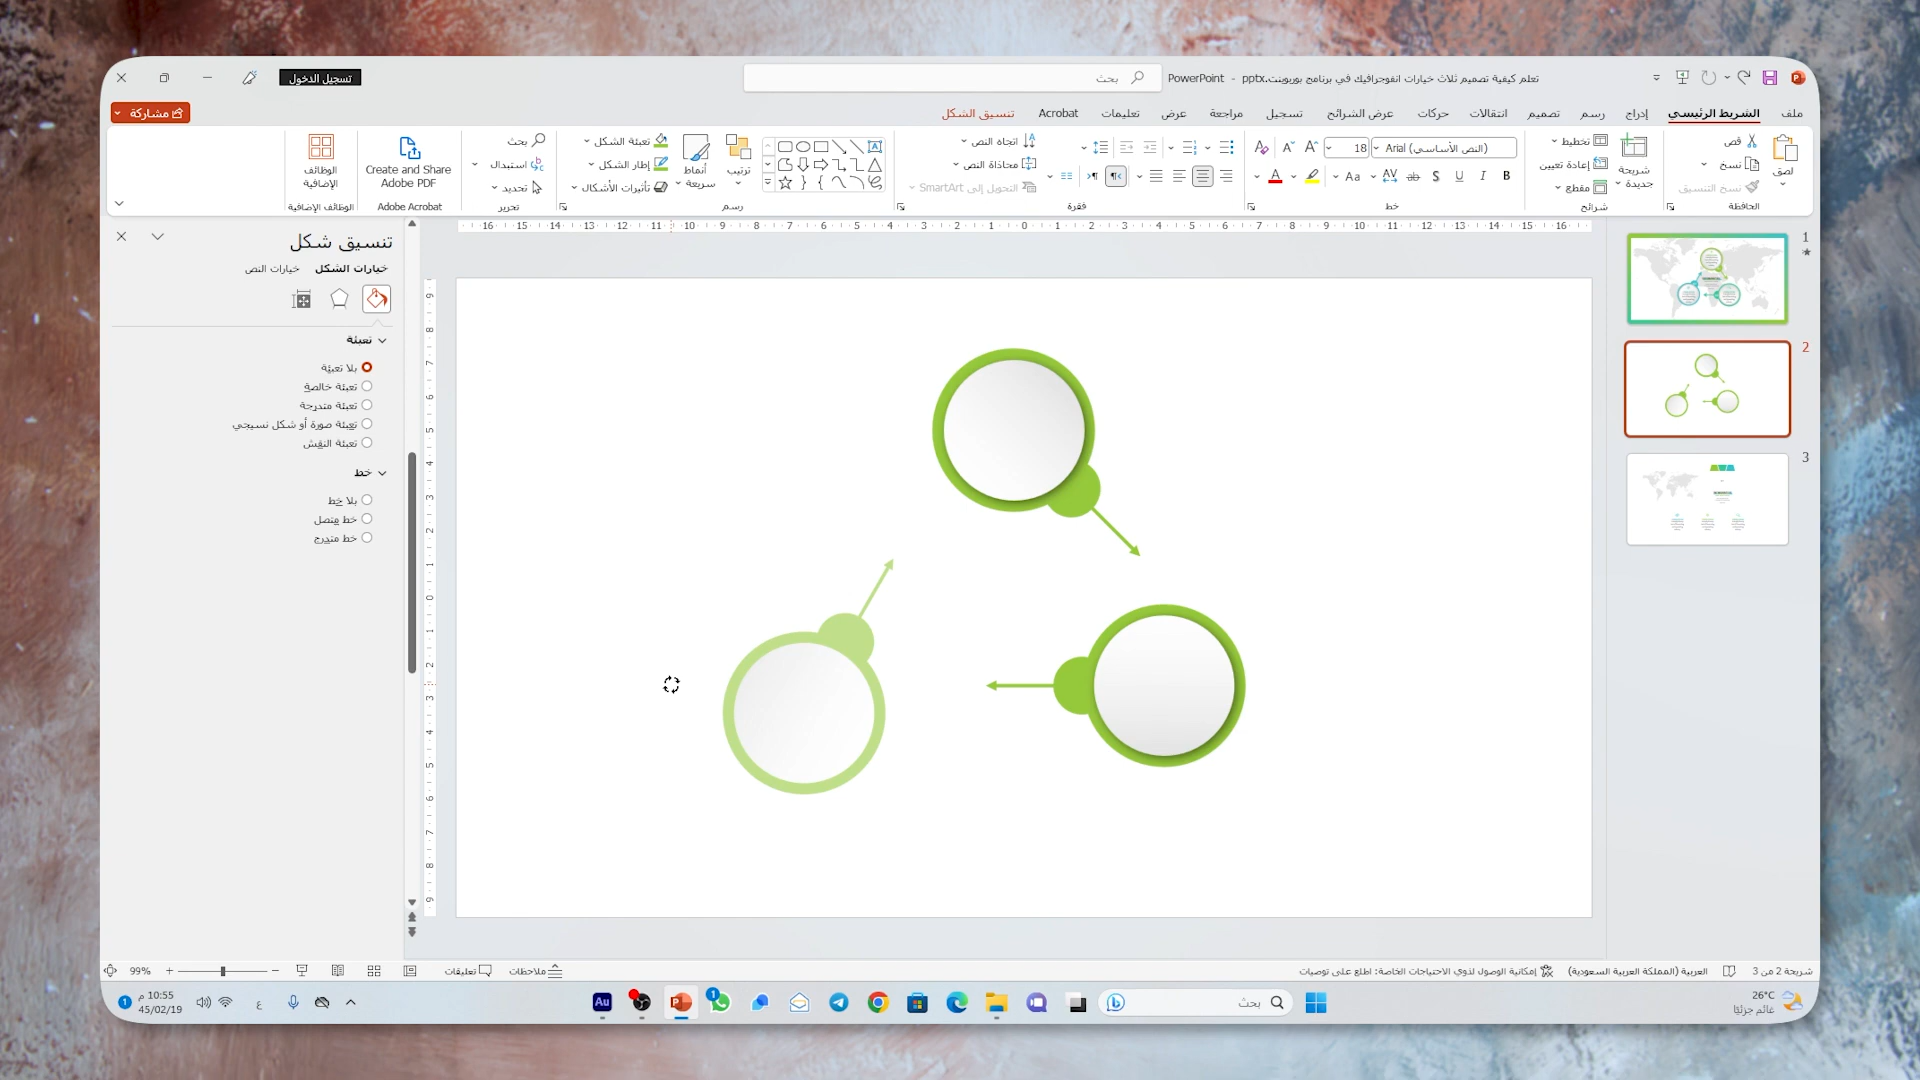 تعلم كيفية تصميم ثلاث خيارات انفوجرافيك في برنامج بوربوينت.pptx - PowerPoint
بحث
تسجيل الدخول
ملف
الشريط الرئيسي
إدراج
رسم
تصميم
انتقالات
حركات
عرض الشرائح
تسجيل
مراجعة
عرض
تعليمات
Acrobat
تنسيق الشكل
مشاركة
لصق
قص
نسخ
نسخ التنسيق
الحافظة
شريحة جديدة
تخطيط
إعادة تعيين
مقطع
شرائح
Arial (النص الأساسي)
18
خط
اتجاه النص
محاذاة النص
التحويل إلى SmartArt
فقرة
ترتيب
أنماط سريعة
تعبئة الشكل
إطار الشكل
تأثيرات الأشكال
رسم
بحث
استبدال
تحديد
تحرير
Create and Share
Adobe PDF
Adobe Acrobat
الوظائف
الإضافية
الوظائف الإضافية
تنسيق شكل
خيارات الشكل
خيارات النص
تعبئة
بلا تعبئة
تعبئة خالصة
تعبئة متدرجة
تعبئة صورة أو شكل نسيجي
تعبئة النقش
خط
بلا خط
خط متصل
خط متدرج
1
2
3
شريحة 2 من 3
العربية (المملكة العربية السعودية)
إمكانية الوصول لذوي الاحتياجات الخاصة: اطلع على توصيات
ملاحظات
تعليقات
99%
26°C
غائم جزئيًا
بحث
10:55 م
45/02/19